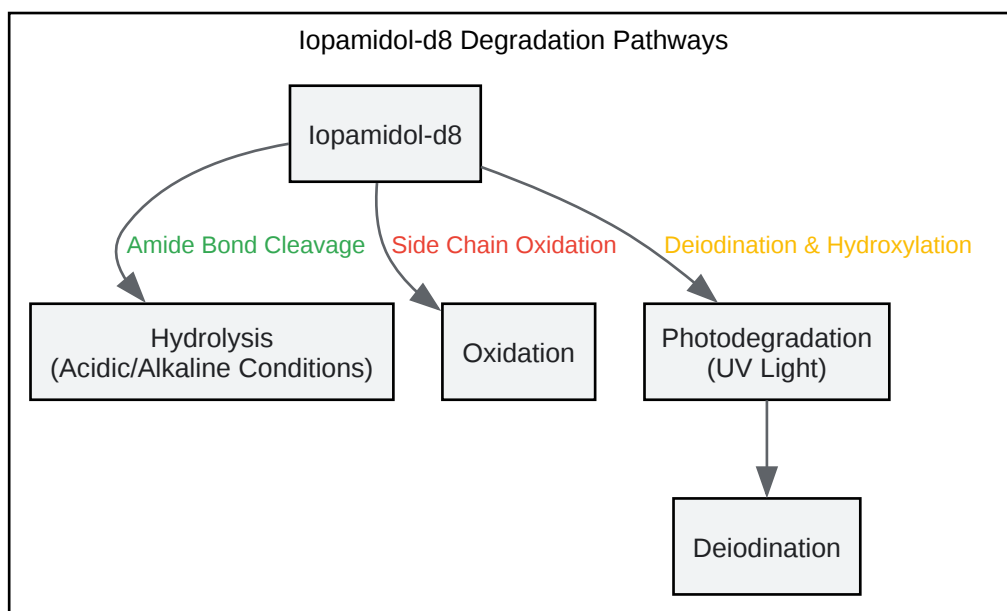 Iopamidol-d8 Degradation Pathways
Iopamidol-d8
Amide Bond Cleavage
Side Chain Oxidation
Deiodination & Hydroxylation
Hydrolysis
(Acidic/Alkaline Conditions)
Oxidation
Photodegradation
(UV Light)
Deiodination